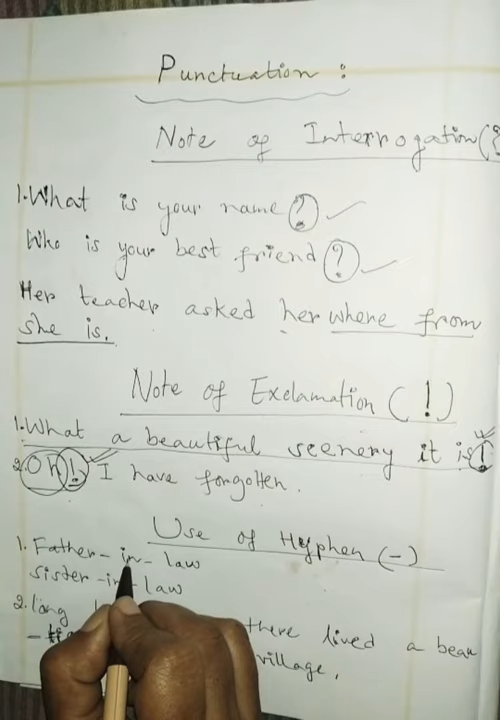 Punctuation :
Note of Interrogation (?
1. What is your name ?
Who is your best friend ?
Her teacher asked her where from
she is.
Note of Exclamation ( ! )
1. What a beautiful scenery it is !
2. Oh ! I have forgotten.
Use of Hyphen (-)
1. Father-in-law
sister-in-law
2. long there lived a bean
village.